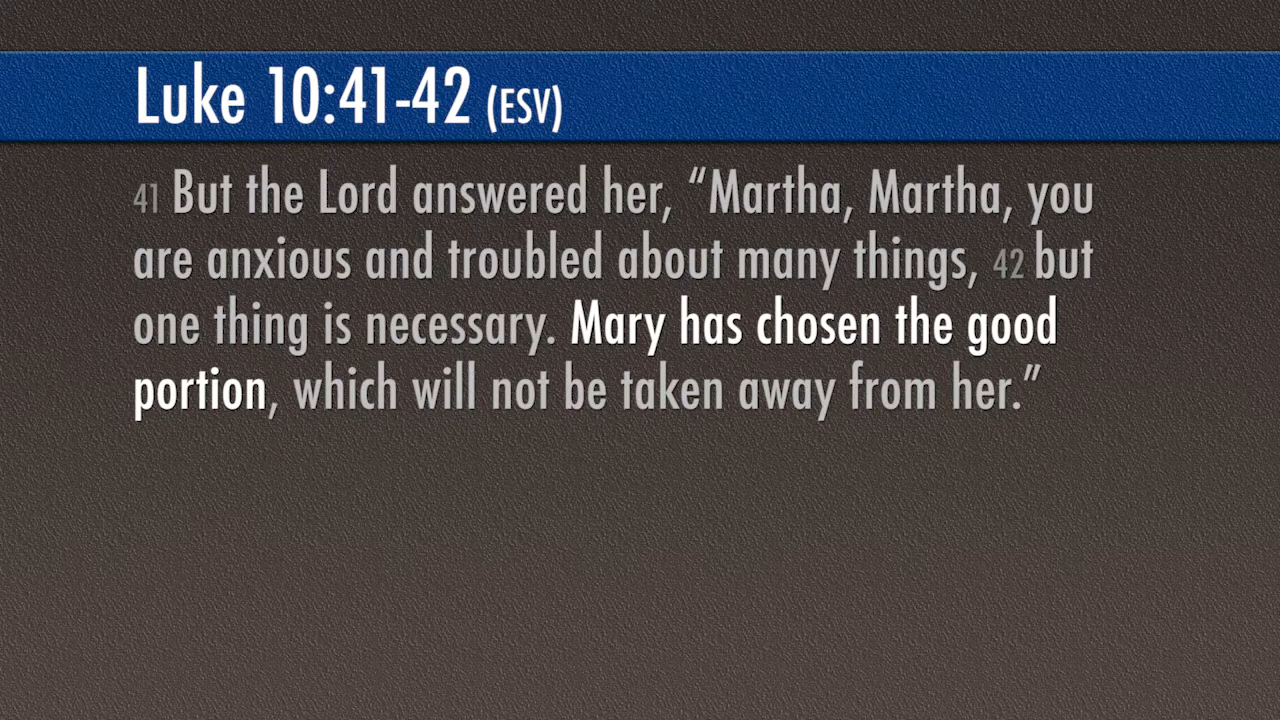 Luke 10:41-42 (ESV)
41 But the Lord answered her, “Martha, Martha, you
are anxious and troubled about many things, 42 but
one thing is necessary. Mary has chosen the good
portion, which will not be taken away from her.”